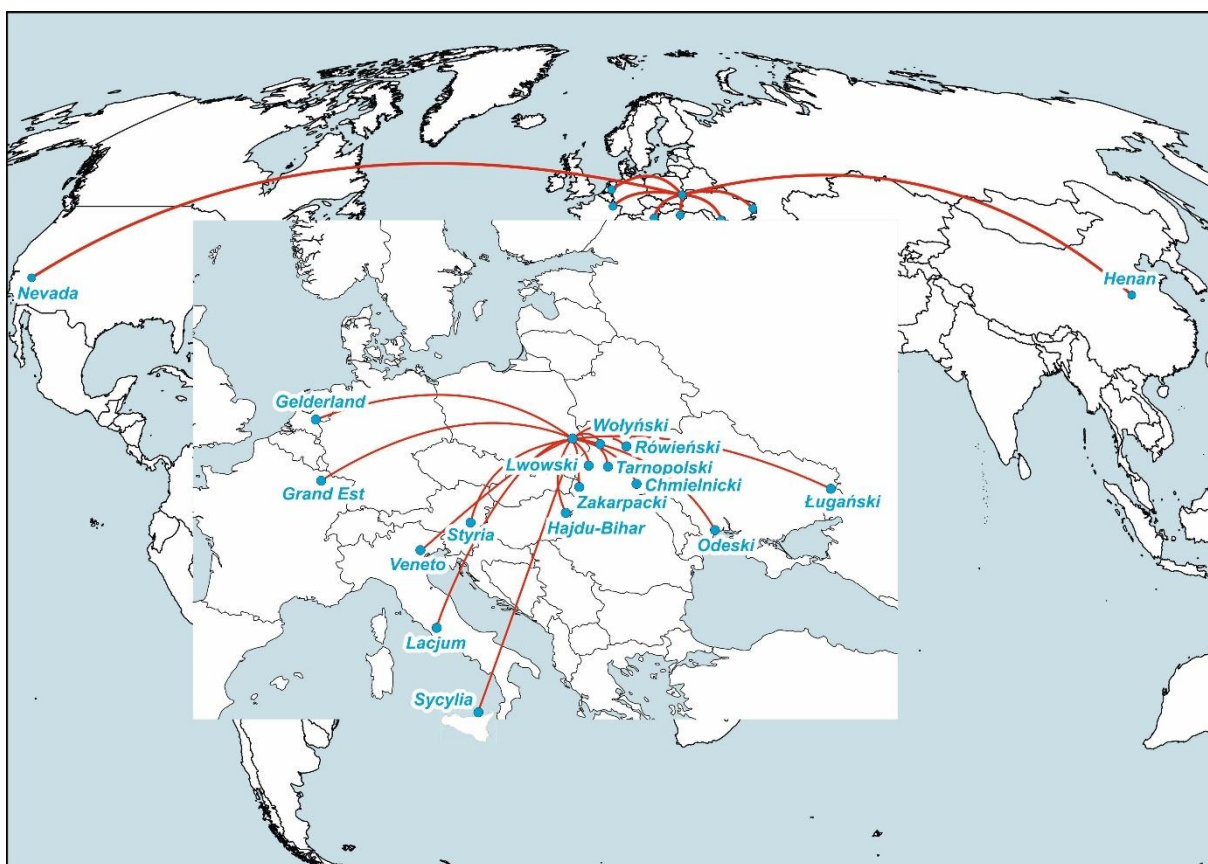 Nevada
Henan
Gelderland
Wołyński
Rówieński
Lwowski
Tarnopolski
Grand Est
Chmielnicki
Zakarpacki
Ługański
Hajdu-Bihar
Styria
Odeski
Veneto
Lacjum
Sycylia